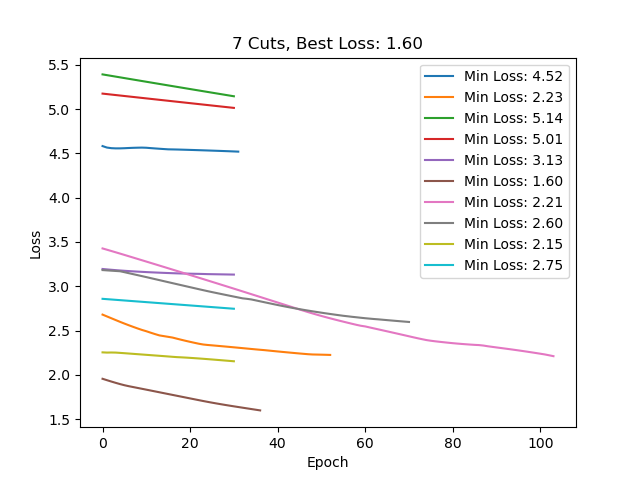 7 Cuts, Best Loss: 1.60
5.5
5.0
4.5
4.0
3.5
3.0
2.5
2.0
1.5
Loss
Min Loss: 4.52
Min Loss: 2.23
Min Loss: 5.14
Min Loss: 5.01
Min Loss: 3.13
Min Loss: 1.60
Min Loss: 2.21
Min Loss: 2.60
Min Loss: 2.15
Min Loss: 2.75
0 20 40 60 80 100
Epoch